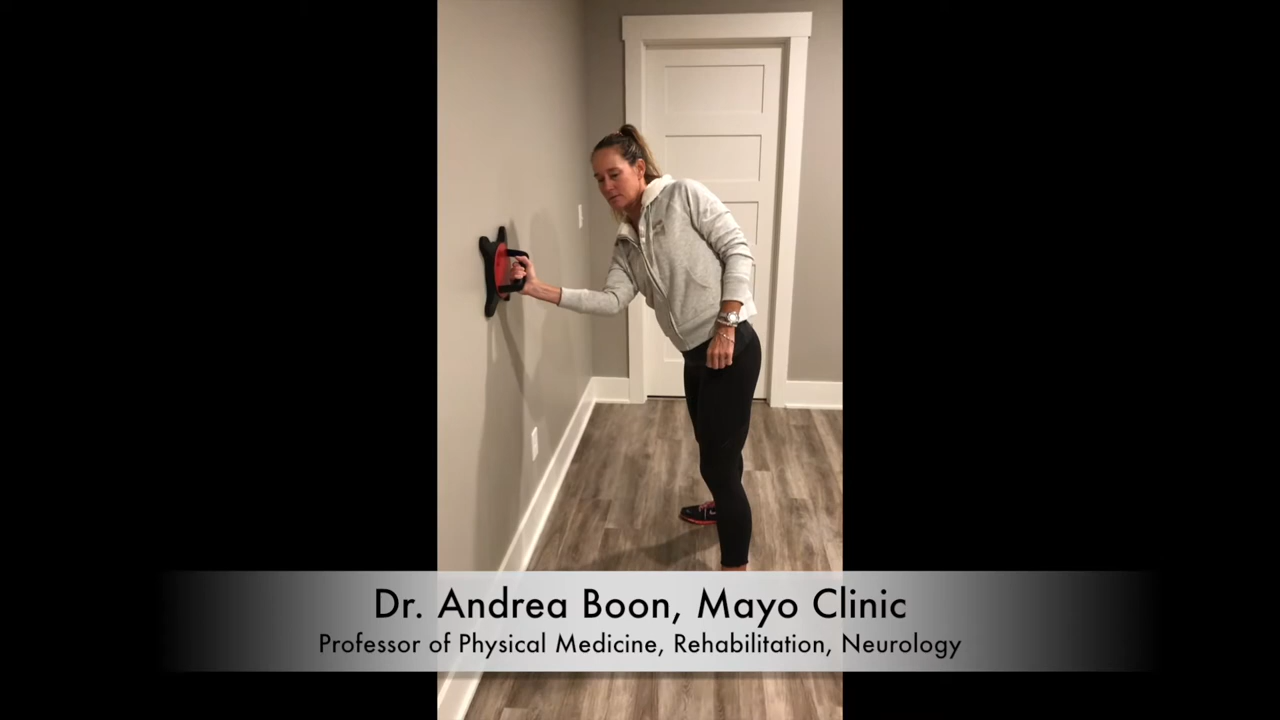 Dr. Andrea Boon, Mayo Clinic
Professor of Physical Medicine, Rehabilitation, Neurology